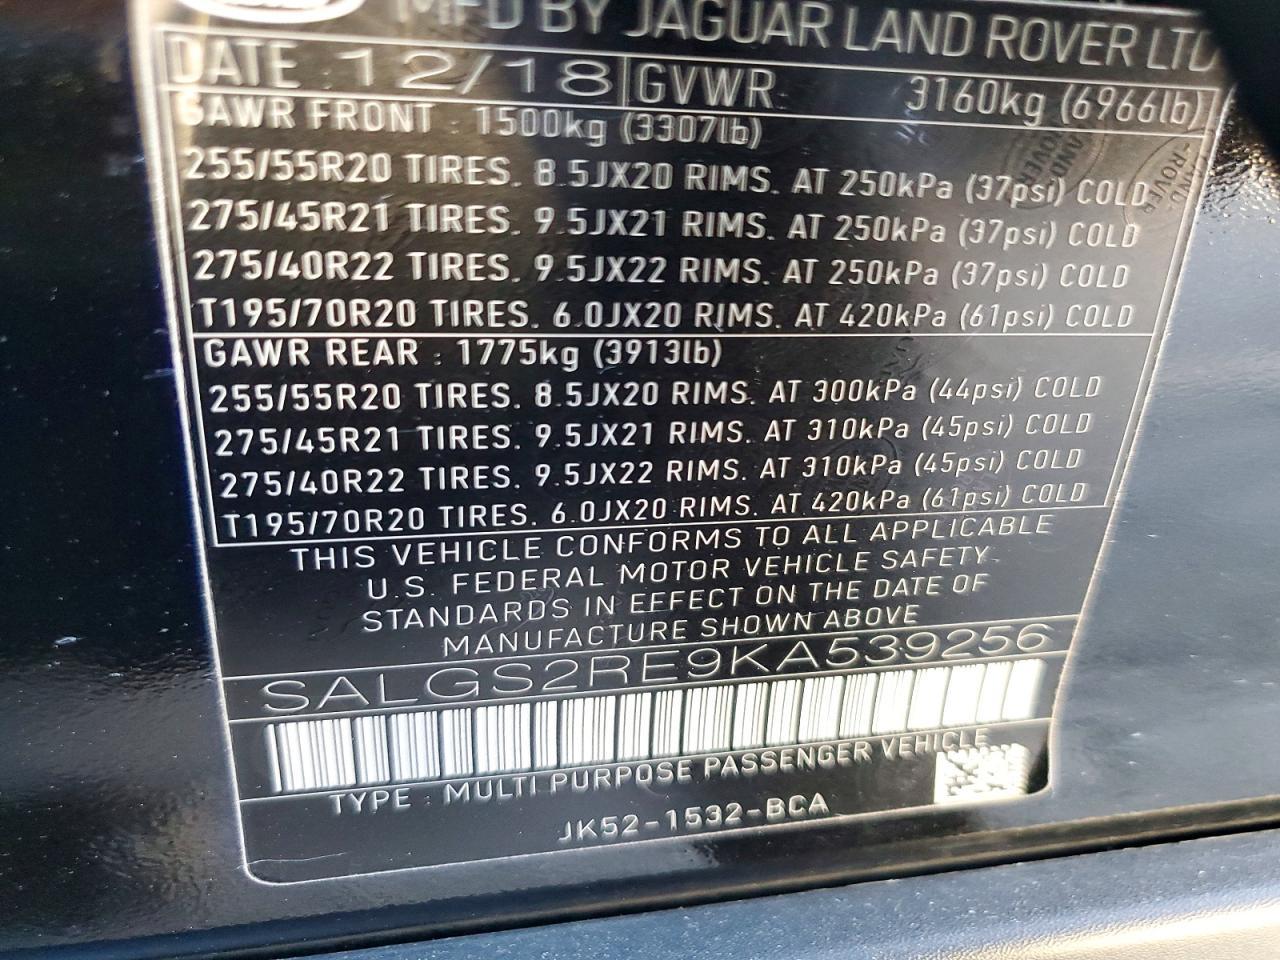 MFD BY JAGUAR LAND ROVER LTD
DATE : 12/18 GVWR : 3160kg (6966lb)
GAWR FRONT : 1500kg (3307lb)
255/55R20 TIRES. 8.5JX20 RIMS. AT 250kPa (37psi) COLD
275/45R21 TIRES. 9.5JX21 RIMS. AT 250kPa (37psi) COLD
275/40R22 TIRES. 9.5JX22 RIMS. AT 250kPa (37psi) COLD
T195/70R20 TIRES. 6.0JX20 RIMS. AT 420kPa (61psi) COLD
GAWR REAR : 1775kg (3913lb)
255/55R20 TIRES. 8.5JX20 RIMS. AT 300kPa (44psi) COLD
275/45R21 TIRES. 9.5JX21 RIMS. AT 310kPa (45psi) COLD
275/40R22 TIRES. 9.5JX22 RIMS. AT 310kPa (45psi) COLD
T195/70R20 TIRES. 6.0JX20 RIMS. AT 420kPa (61psi) COLD
THIS VEHICLE CONFORMS TO ALL APPLICABLE
U.S. FEDERAL MOTOR VEHICLE SAFETY
STANDARDS IN EFFECT ON THE DATE OF
MANUFACTURE SHOWN ABOVE
SALGS2RE9KA539256
TYPE : MULTI PURPOSE PASSENGER VEHICLE
JK52-1532-BCA